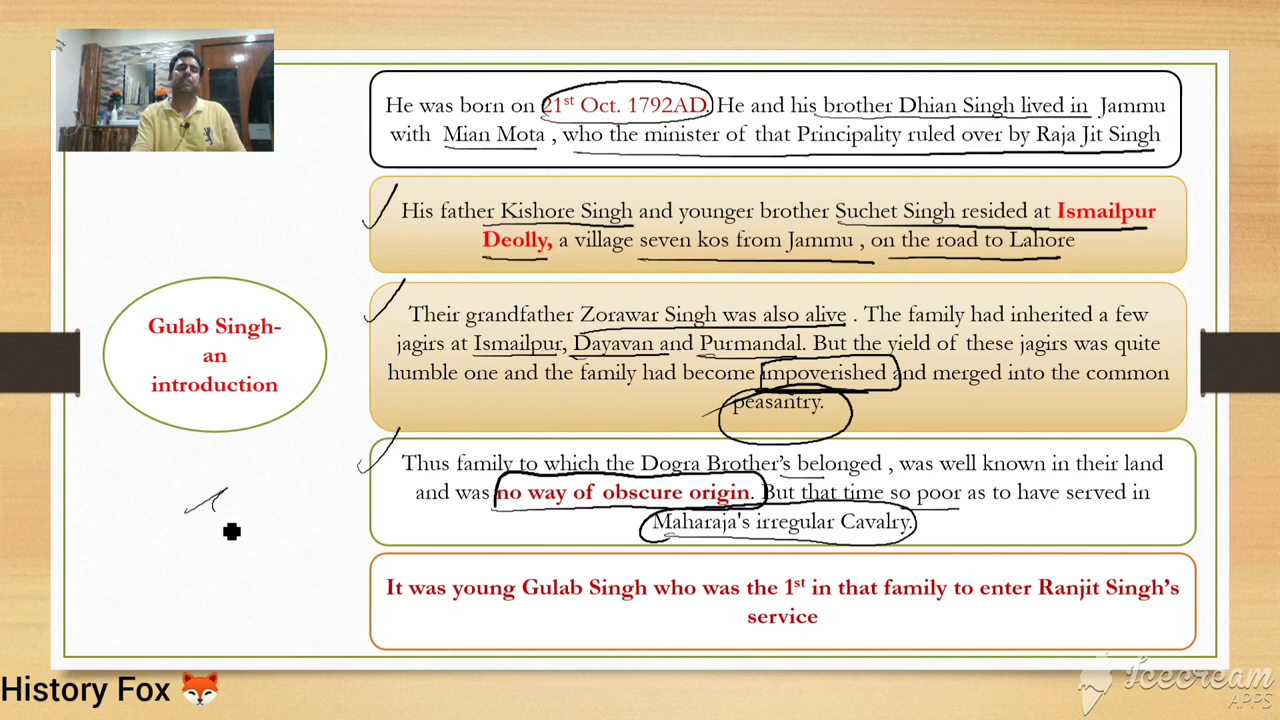 He was born on 21st Oct. 1792AD. He and his brother Dhian Singh lived in Jammu
with Mian Mota , who the minister of that Principality ruled over by Raja Jit Singh
His father Kishore Singh and younger brother Suchet Singh resided at Ismailpur
Deolly, a village seven kos from Jammu , on the road to Lahore
Gulab Singh-
an
introduction
Their grandfather Zorawar Singh was also alive . The family had inherited a few
jagirs at Ismailpur, Dayavan and Purmandal. But the yield of these jagirs was quite
humble one and the family had become impoverished and merged into the common
peasantry.
Thus family to which the Dogra Brother's belonged , was well known in their land
and was no way of obscure origin. But that time so poor as to have served in
Maharaja's irregular Cavalry.
It was young Gulab Singh who was the 1st in that family to enter Ranjit Singh's
service
History Fox
Icecream
APPS